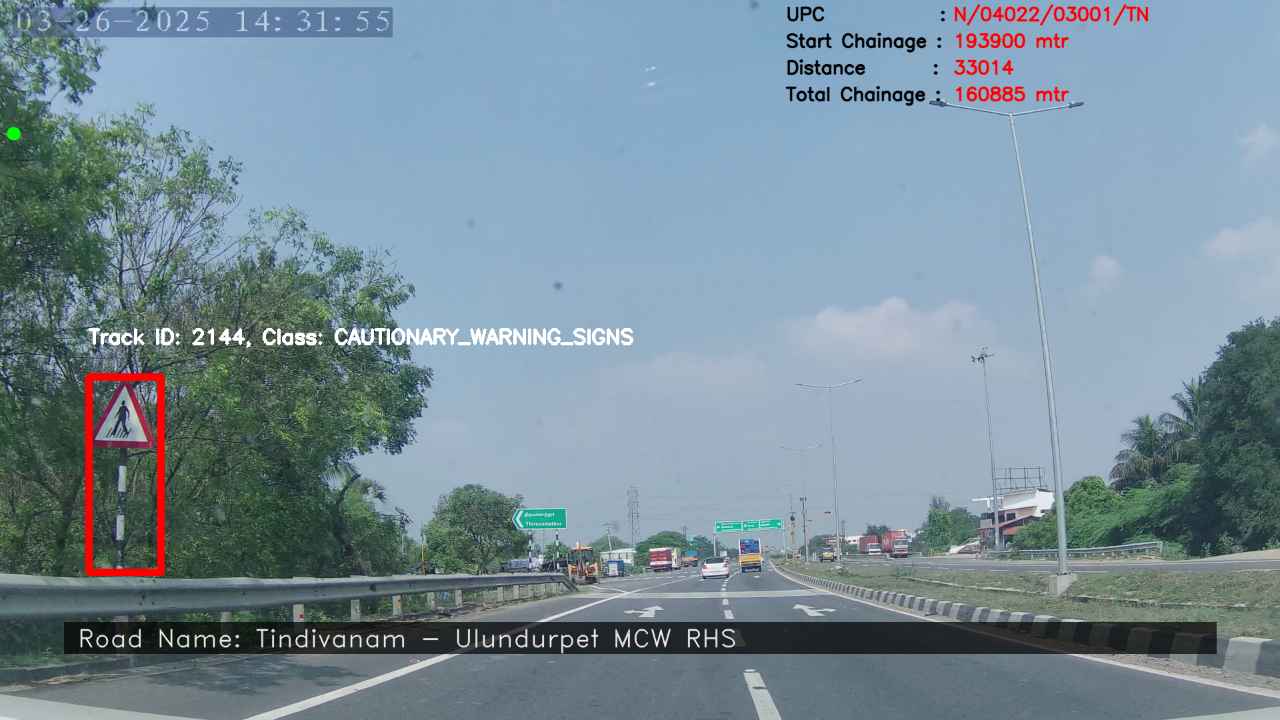 03-26-2025 14:31:55
UPC : N/04022/03001/TN
Start Chainage : 193900 mtr
Distance : 33014
Total Chainage : 160885 mtr
Track ID: 2144, Class: CAUTIONARY_WARNING_SIGNS
Road Name: Tindivanam - Ulundurpet MCW RHS